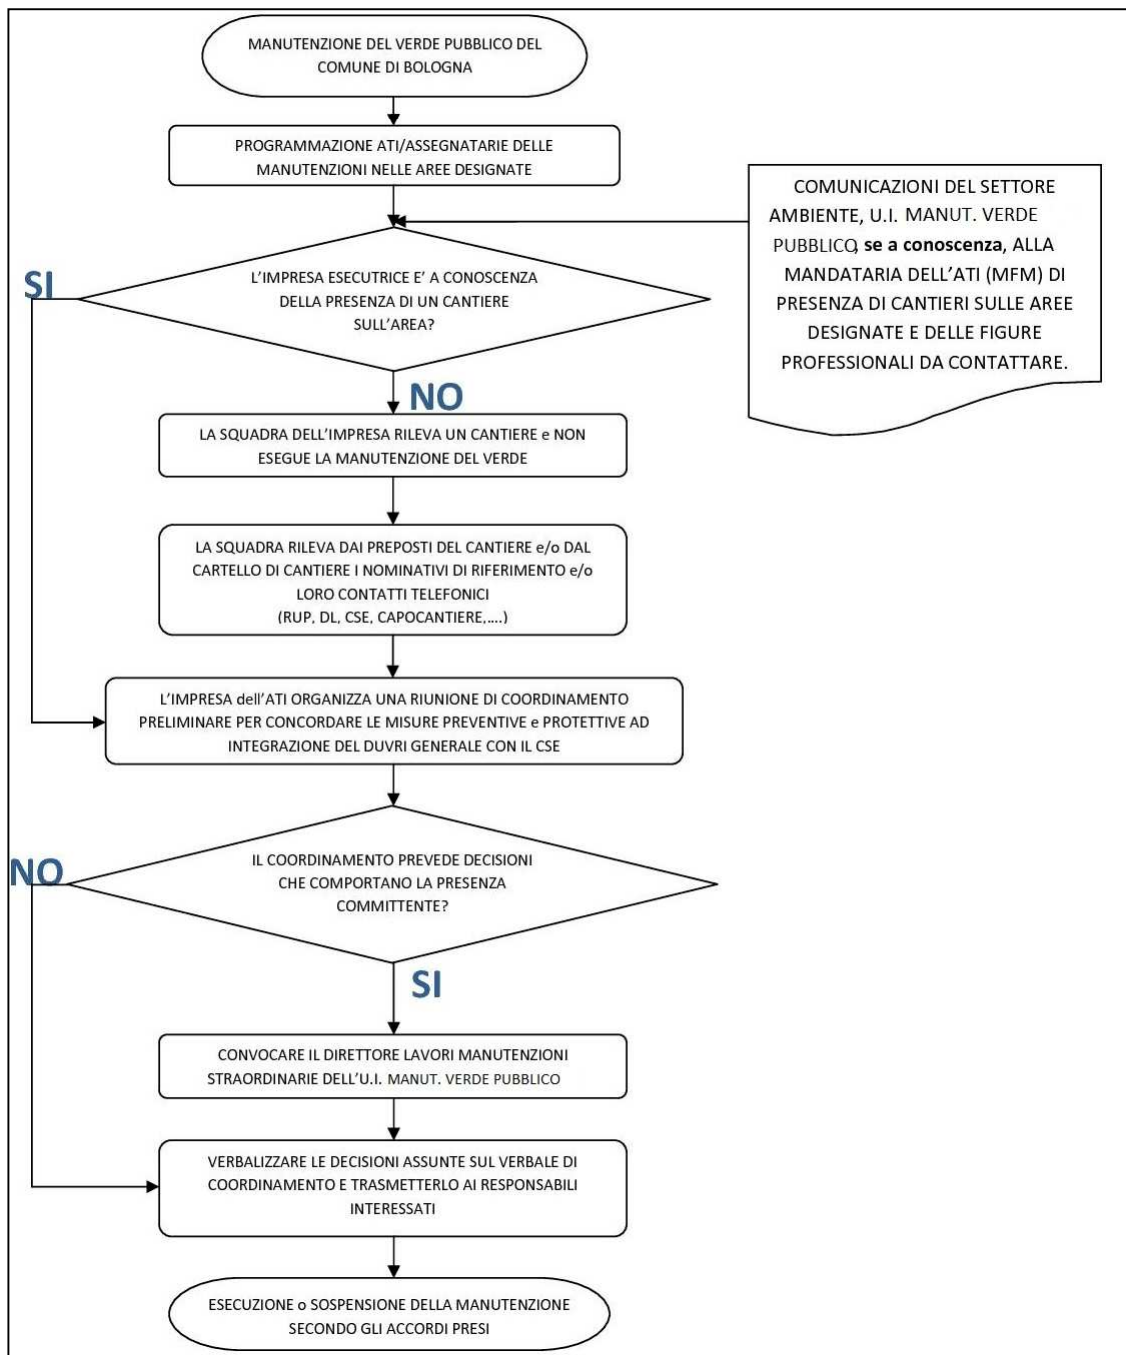 MANUTENZIONE DEL VERDE PUBBLICO DEL
COMUNE DI BOLOGNA
PROGRAMMAZIONE ATI/ASSEGNATARIE DELLE
MANUTENZIONI NELLE AREE DESIGNATE
COMUNICAZIONI DEL SETTORE
AMBIENTE, U.I. MANUT. VERDE
PUBBLICO, se a conoscenza, ALLA
MANDATARIA DELL'ATI (MFM) DI
PRESENZA DI CANTIERI SULLE AREE
DESIGNATE E DELLE FIGURE
PROFESSIONALI DA CONTATTARE.
SI
L'IMPRESA ESECUTRICE E' A CONOSCENZA
DELLA PRESENZA DI UN CANTIERE
SULL'AREA?
NO
LA SQUADRA DELL'IMPRESA RILEVA UN CANTIERE e NON
ESEGUE LA MANUTENZIONE DEL VERDE
LA SQUADRA RILEVA DAI PREPOSTI DEL CANTIERE e/o DAL
CARTELLO DI CANTIERE I NOMINATIVI DI RIFERIMENTO e/o
LORO CONTATTI TELEFONICI
(RUP, DL, CSE, CAPOCANTIERE,....)
L'IMPRESA dell'ATI ORGANIZZA UNA RIUNIONE DI COORDINAMENTO
PRELIMINARE PER CONCORDARE LE MISURE PREVENTIVE e PROTETTIVE AD
INTEGRAZIONE DEL DUVRI GENERALE CON IL CSE
NO
IL COORDINAMENTO PREVEDE DECISIONI
CHE COMPORTANO LA PRESENZA
COMMITTENTE?
SI
CONVOCARE IL DIRETTORE LAVORI MANUTENZIONI
STRAORDINARIE DELL'U.I. MANUT. VERDE PUBBLICO
VERBALIZZARE LE DECISIONI ASSUNTE SUL VERBALE DI
COORDINAMENTO E TRASMETTERLO AI RESPONSABILI
INTERESSATI
ESECUZIONE o SOSPENSIONE DELLA MANUTENZIONE
SECONDO GLI ACCORDI PRESI